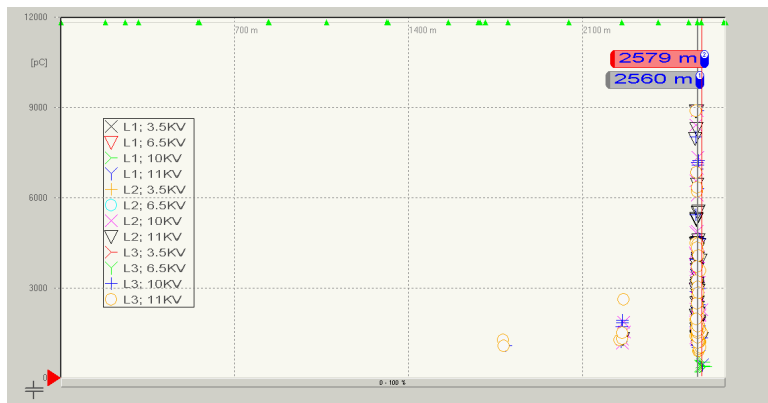 12000
700 m
1400 m
2100 m
[pC]
2579 m
2
2560 m
1
9000
L1; 3.5KV
L1; 6.5KV
L1; 10KV
L1; 11KV
L2; 3.5KV
L2; 6.5KV
L2; 10KV
L2; 11KV
L3; 3.5KV
L3; 6.5KV
L3; 10KV
L3; 11KV
6000
3000
0
0 - 100 %